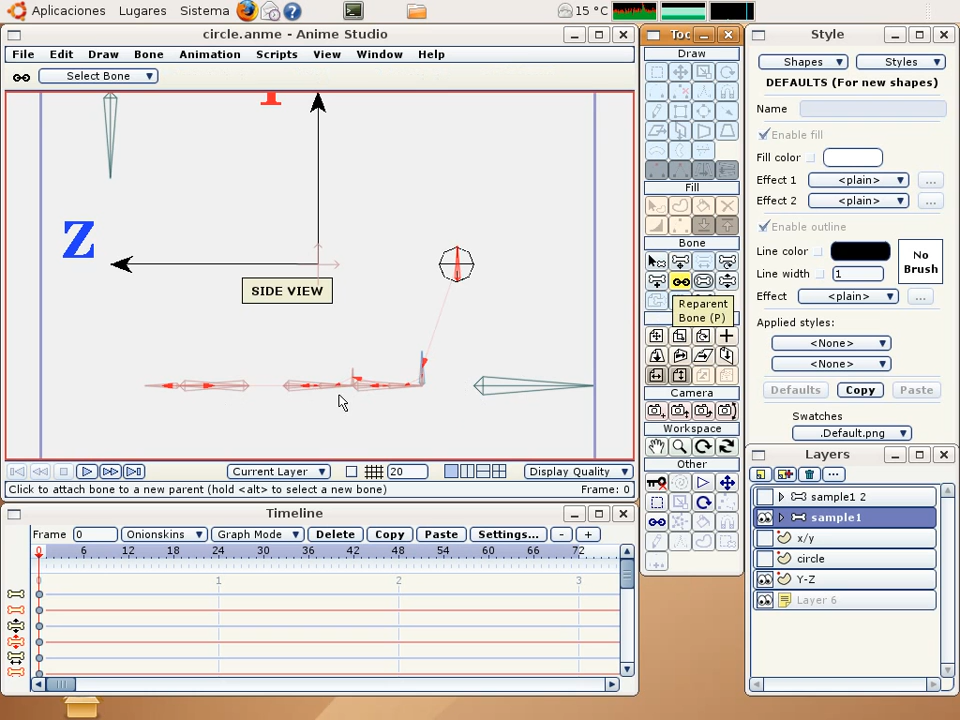 Aplicaciones Lugares Sistema 15 °C
circle.anme - Anime Studio
File Edit Draw Bone Animation Scripts View Window Help
Select Bone
Z
SIDE VIEW
Current Layer 20 Display Quality
Click to attach bone to a new parent (hold <alt> to select a new bone) Frame: 0
Timeline
Frame 0 Onionskins Graph Mode Delete Copy Paste Settings... - +
0 6 12 18 24 30 36 42 48 54 60 66 72
0 1 2 3
Draw
Fill
Bone
Reparent
Bone (P)
Camera
Workspace
Other
Style
Shapes Styles
DEFAULTS (For new shapes)
Name
Enable fill
Fill color
Effect 1 <plain> ...
Effect 2 <plain> ...
Enable outline
Line color
Line width 1
No
Brush
Effect <plain> ...
Applied styles:
<None>
<None>
Defaults Copy Paste
Swatches
.Default.png
Layers
sample1 2
sample1
x/y
circle
Y-Z
Layer 6